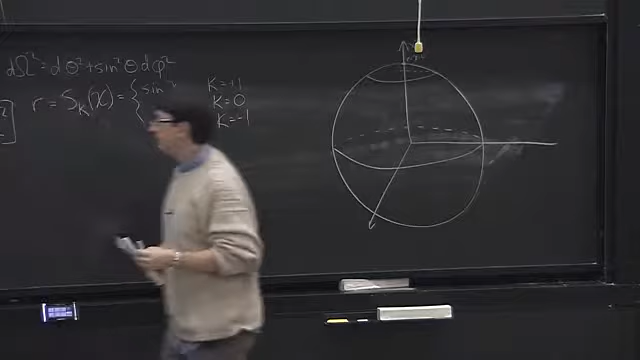 dΩ² = dθ² + sin²θ dφ²
r = S_k(χ) = { sin
k = +1
k = 0
k = -1